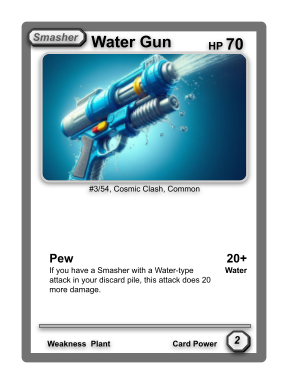 Smasher Water Gun HP 70
#3/54, Cosmic Clash, Common
Pew 20+
If you have a Smasher with a Water-type Water
attack in your discard pile, this attack does 20
more damage.
Weakness Plant Card Power 2